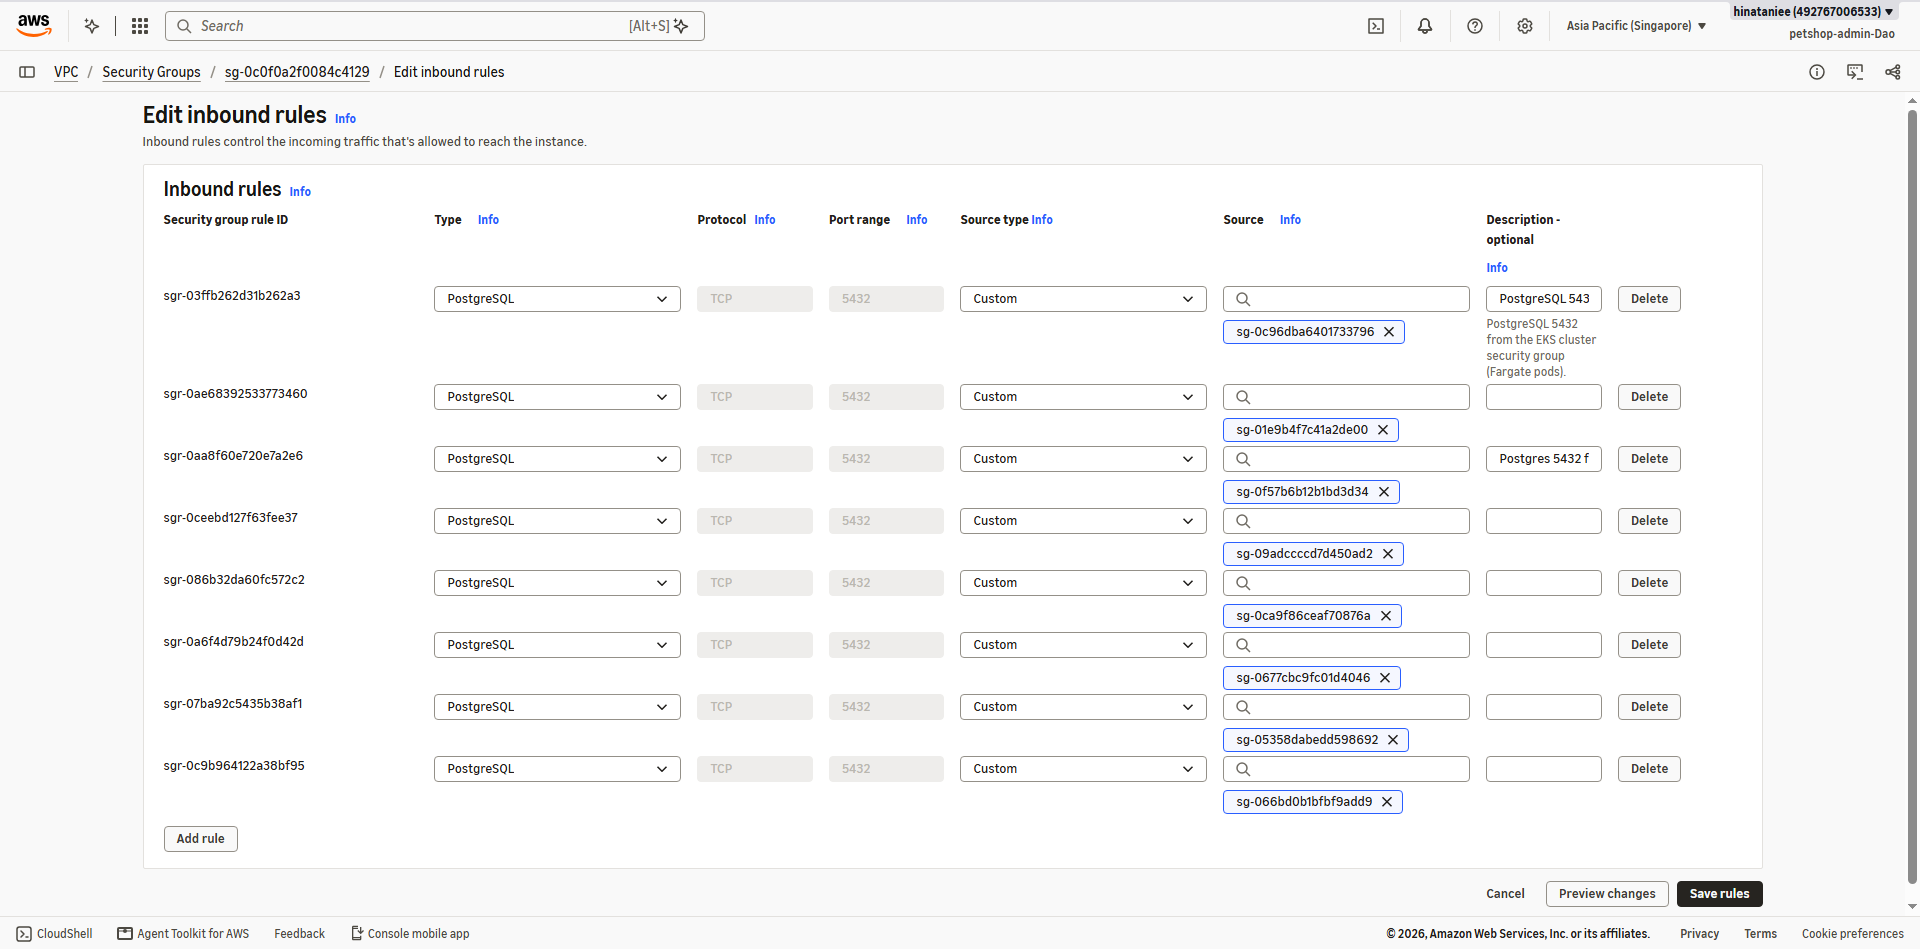 aws
Search [Alt+S]
Asia Pacific (Singapore)
hinataniee (492767006533)
petshop-admin-Dao
VPC / Security Groups / sg-0c0f0a2f0084c4129 / Edit inbound rules
Edit inbound rules Info
Inbound rules control the incoming traffic that's allowed to reach the instance.
Inbound rules Info
Security group rule ID Type Info Protocol Info Port range Info Source type Info Source Info Description -
optional
Info
sgr-03ffb262d31b262a3 PostgreSQL TCP 5432 Custom PostgreSQL 543 Delete
sg-0c96dba6401733796
PostgreSQL 5432
from the EKS cluster
security group
(Fargate pods).
sgr-0ae68392533773460 PostgreSQL TCP 5432 Custom Delete
sg-01e9b4f7c41a2de00
sgr-0aa8f60e720e7a2e6 PostgreSQL TCP 5432 Custom Postgres 5432 f Delete
sg-0f57b6b12b1bd3d34
sgr-0ceebd127f63fee37 PostgreSQL TCP 5432 Custom Delete
sg-09adccccd7d450ad2
sgr-086b32da60fc572c2 PostgreSQL TCP 5432 Custom Delete
sg-0ca9f86ceaf70876a
sgr-0a6f4d79b24f0d42d PostgreSQL TCP 5432 Custom Delete
sg-0677cbc9fc01d4046
sgr-07ba92c5435b38af1 PostgreSQL TCP 5432 Custom Delete
sg-05358dabedd598692
sgr-0c9b964122a38bf95 PostgreSQL TCP 5432 Custom Delete
sg-066bd0b1bfbf9add9
Add rule
Cancel Preview changes Save rules
CloudShell Agent Toolkit for AWS Feedback Console mobile app © 2026, Amazon Web Services, Inc. or its affiliates. Privacy Terms Cookie preferences